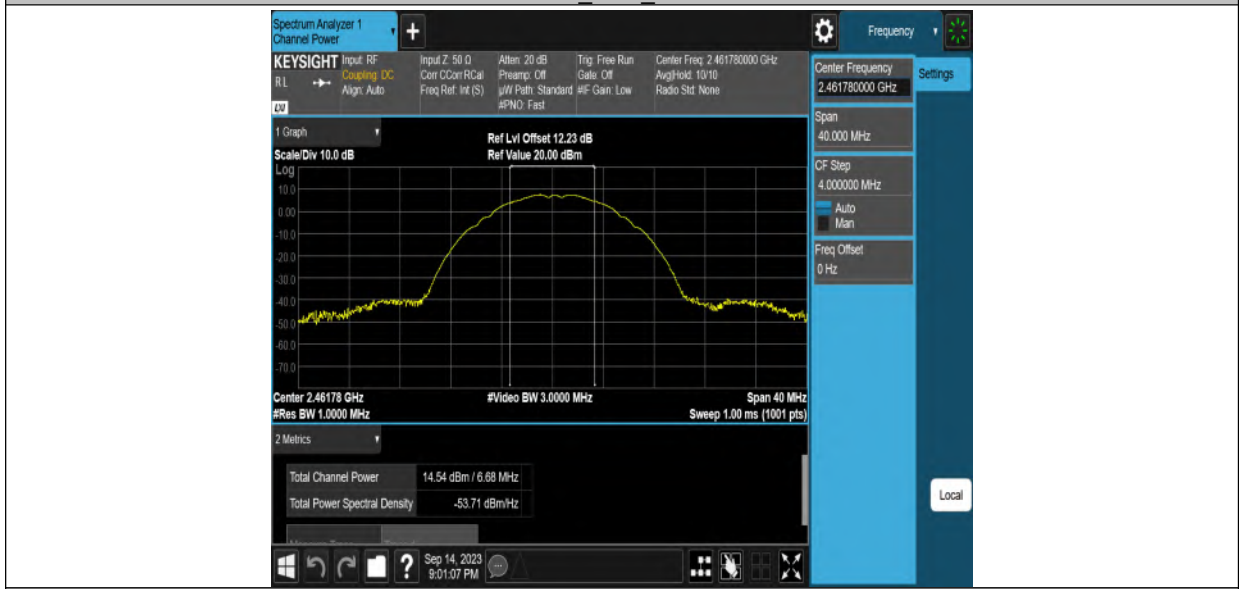 Spectrum Analyzer 1
Channel Power
+
Frequency
KEYSIGHT
RL
LXI
Input: RF
Coupling: DC
Align: Auto
Input Z: 50 Ω
Corr CCorr RCal
Freq Ref: Int (S)
Atten: 20 dB
Preamp: Off
µW Path: Standard
#PNO: Fast
Trig: Free Run
Gate: Off
#IF Gain: Low
Center Freq: 2.461780000 GHz
Avg|Hold: 10/10
Radio Std: None
Center Frequency
2.461780000 GHz
Settings
Span
40.000 MHz
CF Step
4.000000 MHz
Auto
Man
Freq Offset
0 Hz
1 Graph
Scale/Div 10.0 dB
Ref Lvl Offset 12.23 dB
Ref Value 20.00 dBm
Log
10.0
0.00
-10.0
-20.0
-30.0
-40.0
-50.0
-60.0
-70.0
Center 2.46178 GHz
#Video BW 3.0000 MHz
Span 40 MHz
#Res BW 1.0000 MHz
Sweep 1.00 ms (1001 pts)
2 Metrics
Total Channel Power 14.54 dBm / 6.68 MHz
Total Power Spectral Density -53.71 dBm/Hz
Local
?
Sep 14, 2023
9:01:07 PM